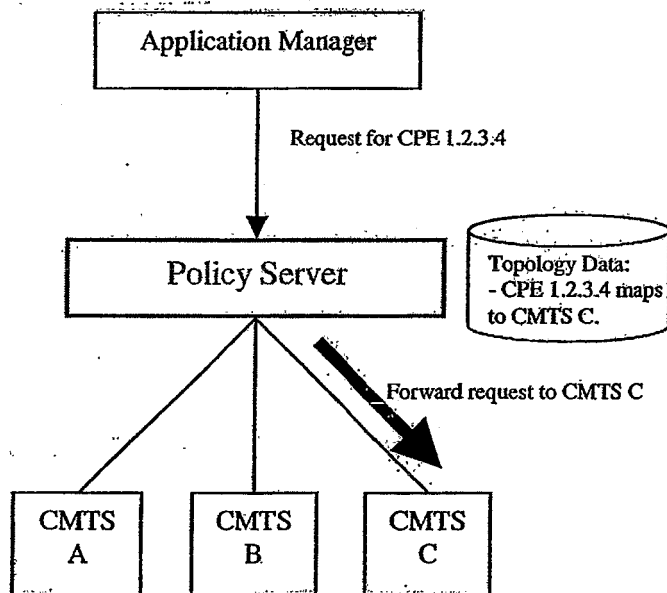 Application Manager
Request for CPE 1.2.3.4
Policy Server
Topology Data:
- CPE 1.2.3.4 maps
to CMTS C.
Forward request to CMTS C
CMTS
A
CMTS
B
CMTS
C